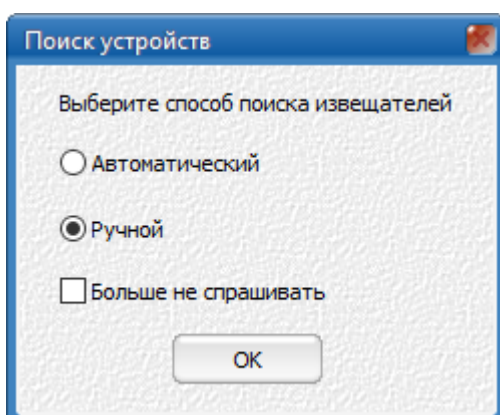 Поиск устройств
Выберите способ поиска извещателей
Автоматический
Ручной
Больше не спрашивать
OK